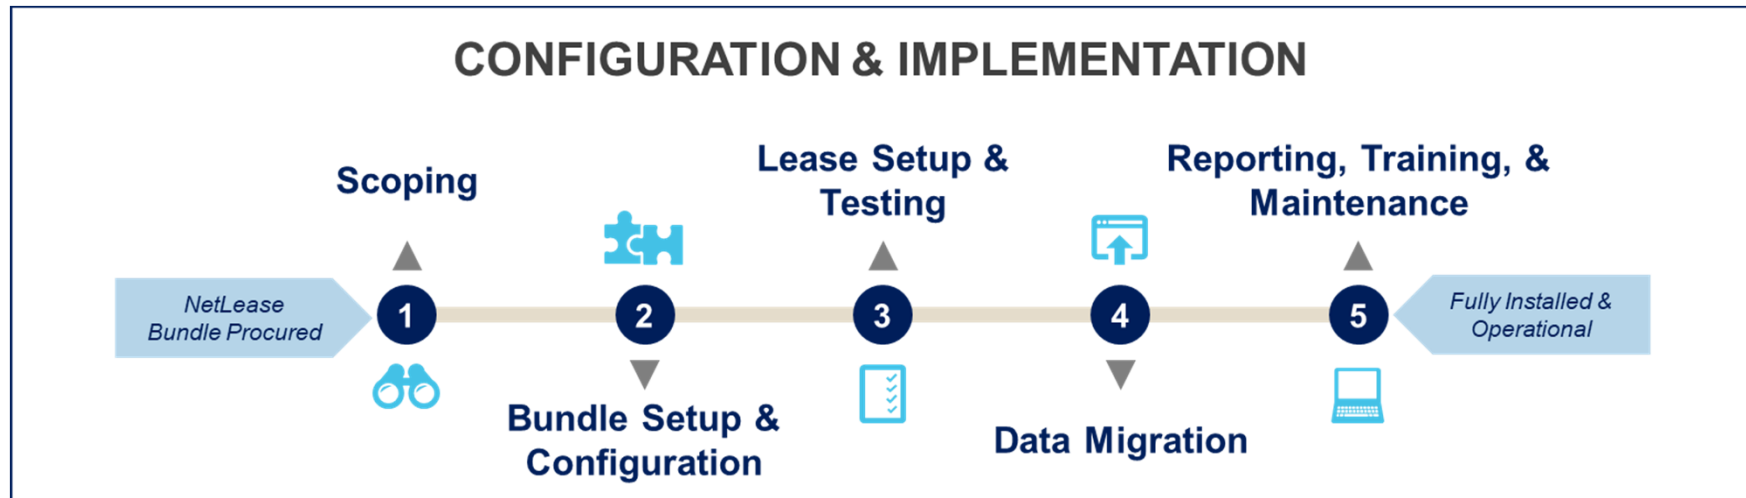 CONFIGURATION & IMPLEMENTATION
Scoping
Lease Setup &
Testing
Reporting, Training, &
Maintenance
NetLease
Bundle Procured
1
2
3
4
5
Fully Installed &
Operational
Bundle Setup &
Configuration
Data Migration